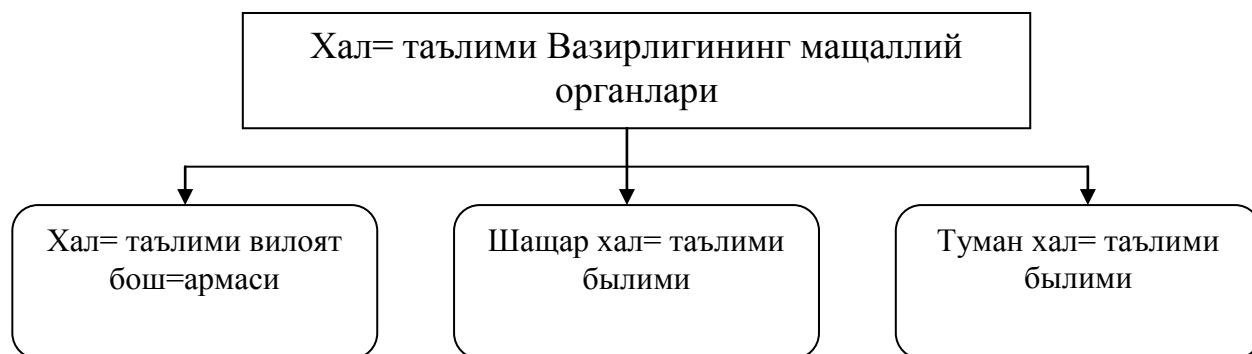 Хал= таълими Вазирлигининг мащаллий
органлари
Хал= таълими вилоят
бош=армаси
Шащар хал= таълими
былими
Туман хал= таълими
былими